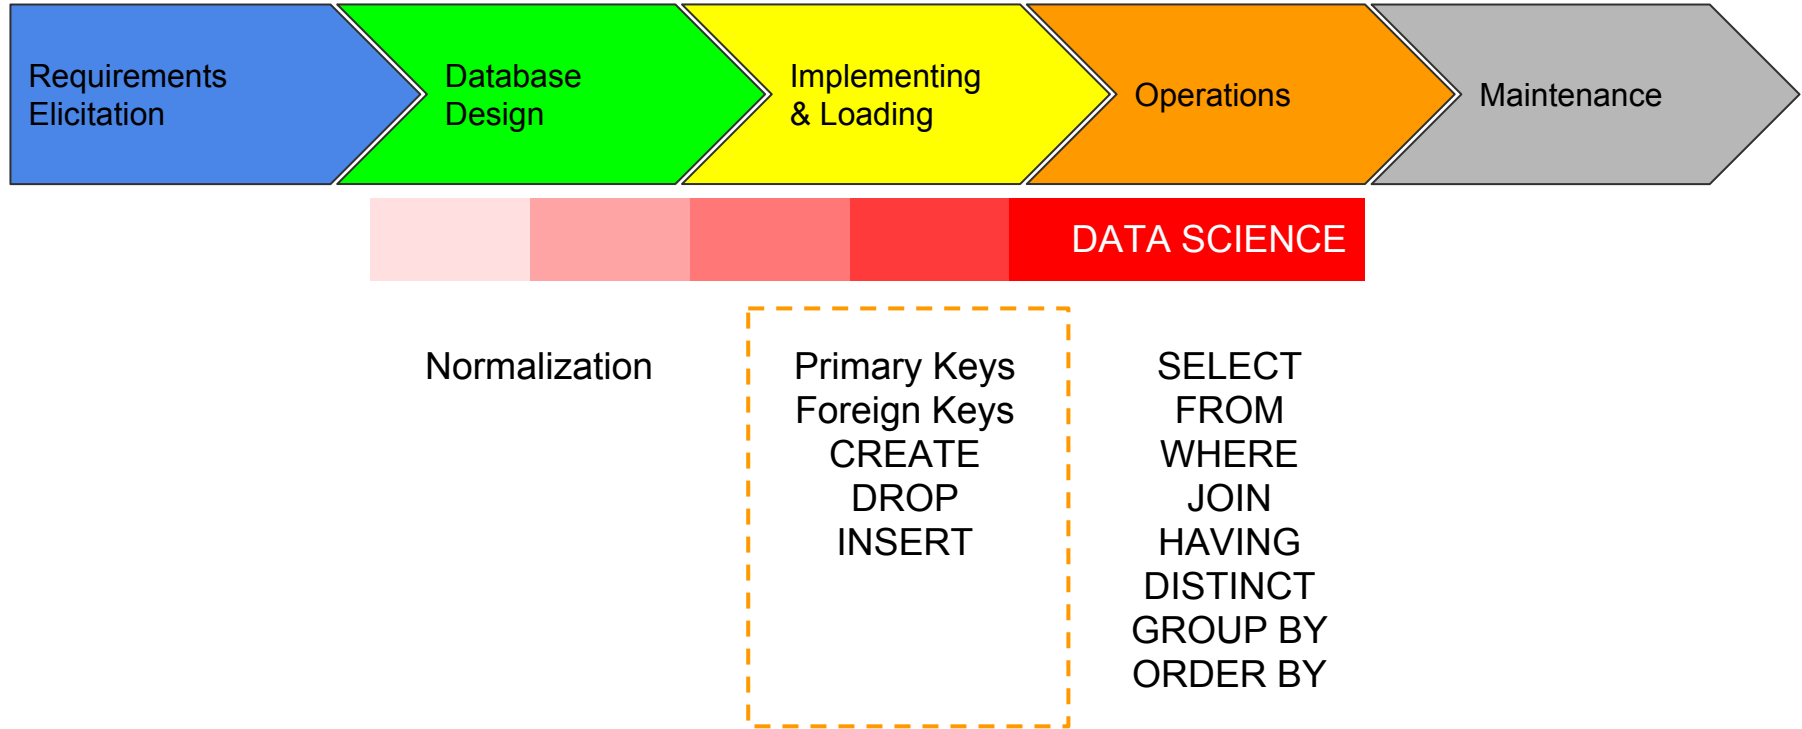 Requirements
Elicitation
Database
Design
Implementing
& Loading
Operations
Maintenance
DATA SCIENCE
Normalization
Primary Keys
Foreign Keys
CREATE
DROP
INSERT
SELECT
FROM
WHERE
JOIN
HAVING
DISTINCT
GROUP BY
ORDER BY